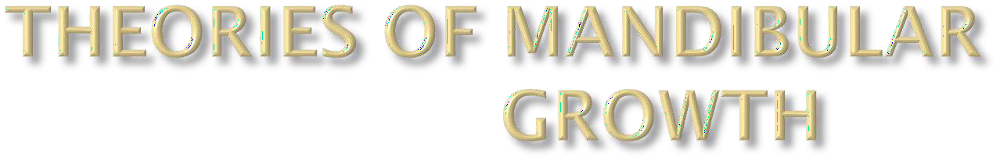 THEORIES OF MANDIBULAR
GROWTH